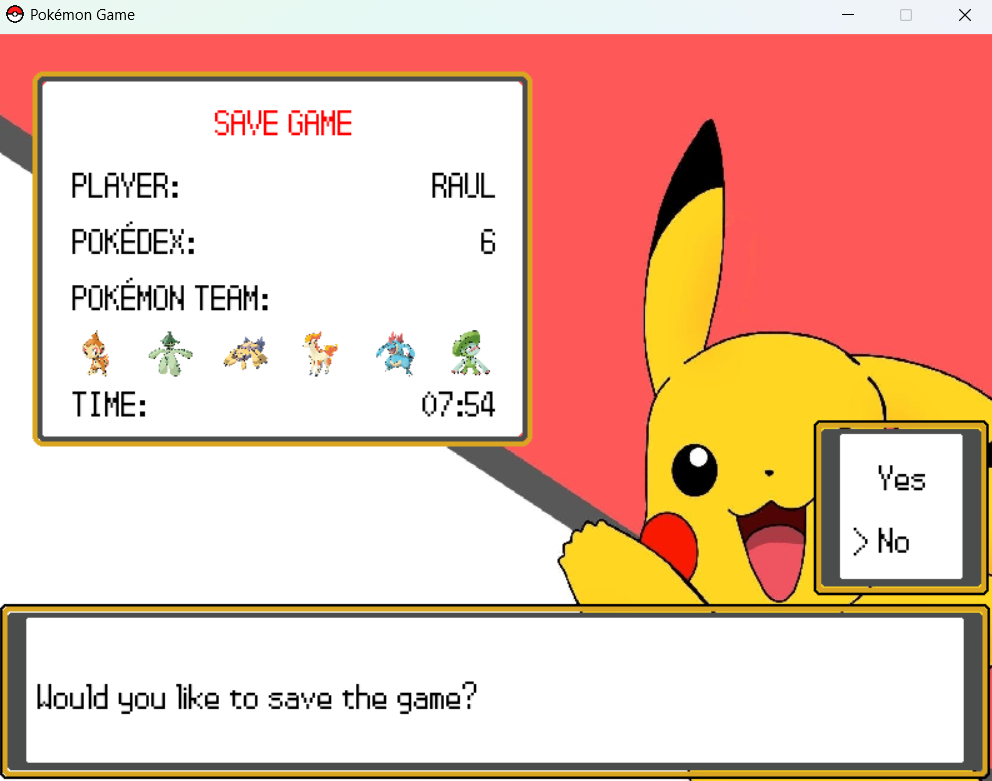 Pokémon Game
SAVE GAME
PLAYER: RAUL
POKÉDEX: 6
POKÉMON TEAM:
TIME: 07:54
Yes
> No
Would you like to save the game?